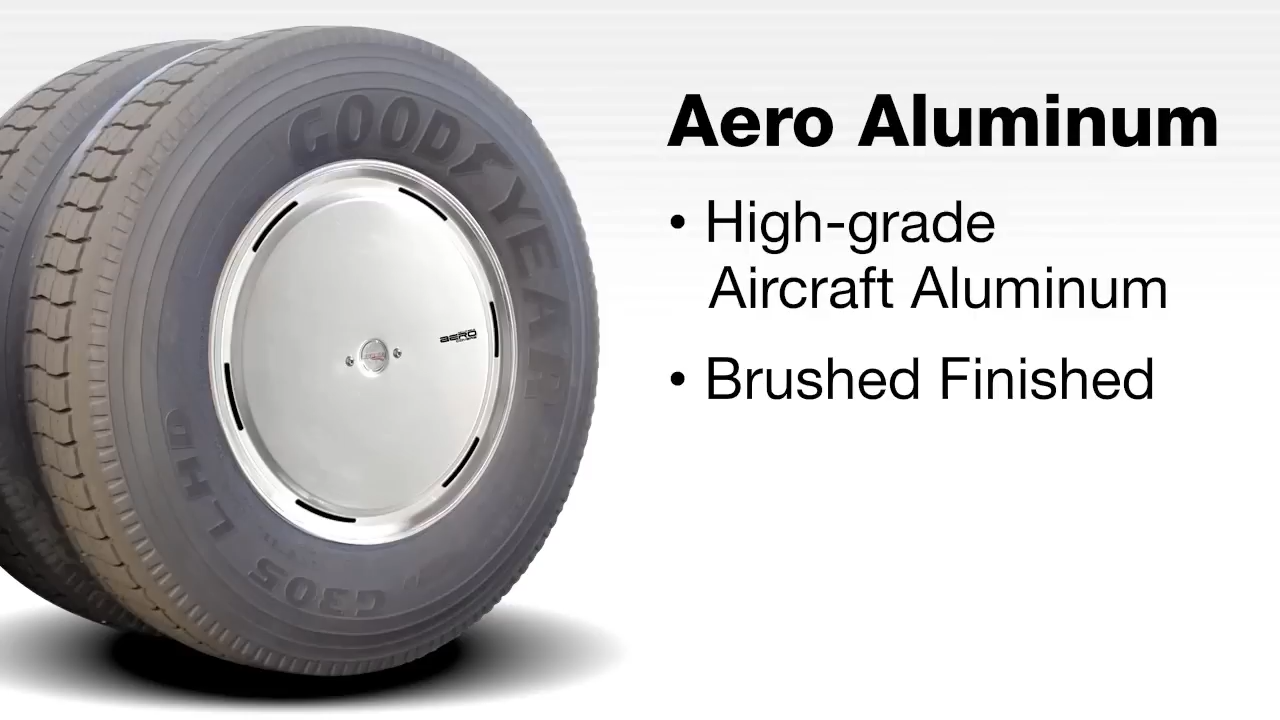 Aero Aluminum
• High-grade
Aircraft Aluminum
• Brushed Finished
GOODYEAR
AERO
G305 LHD